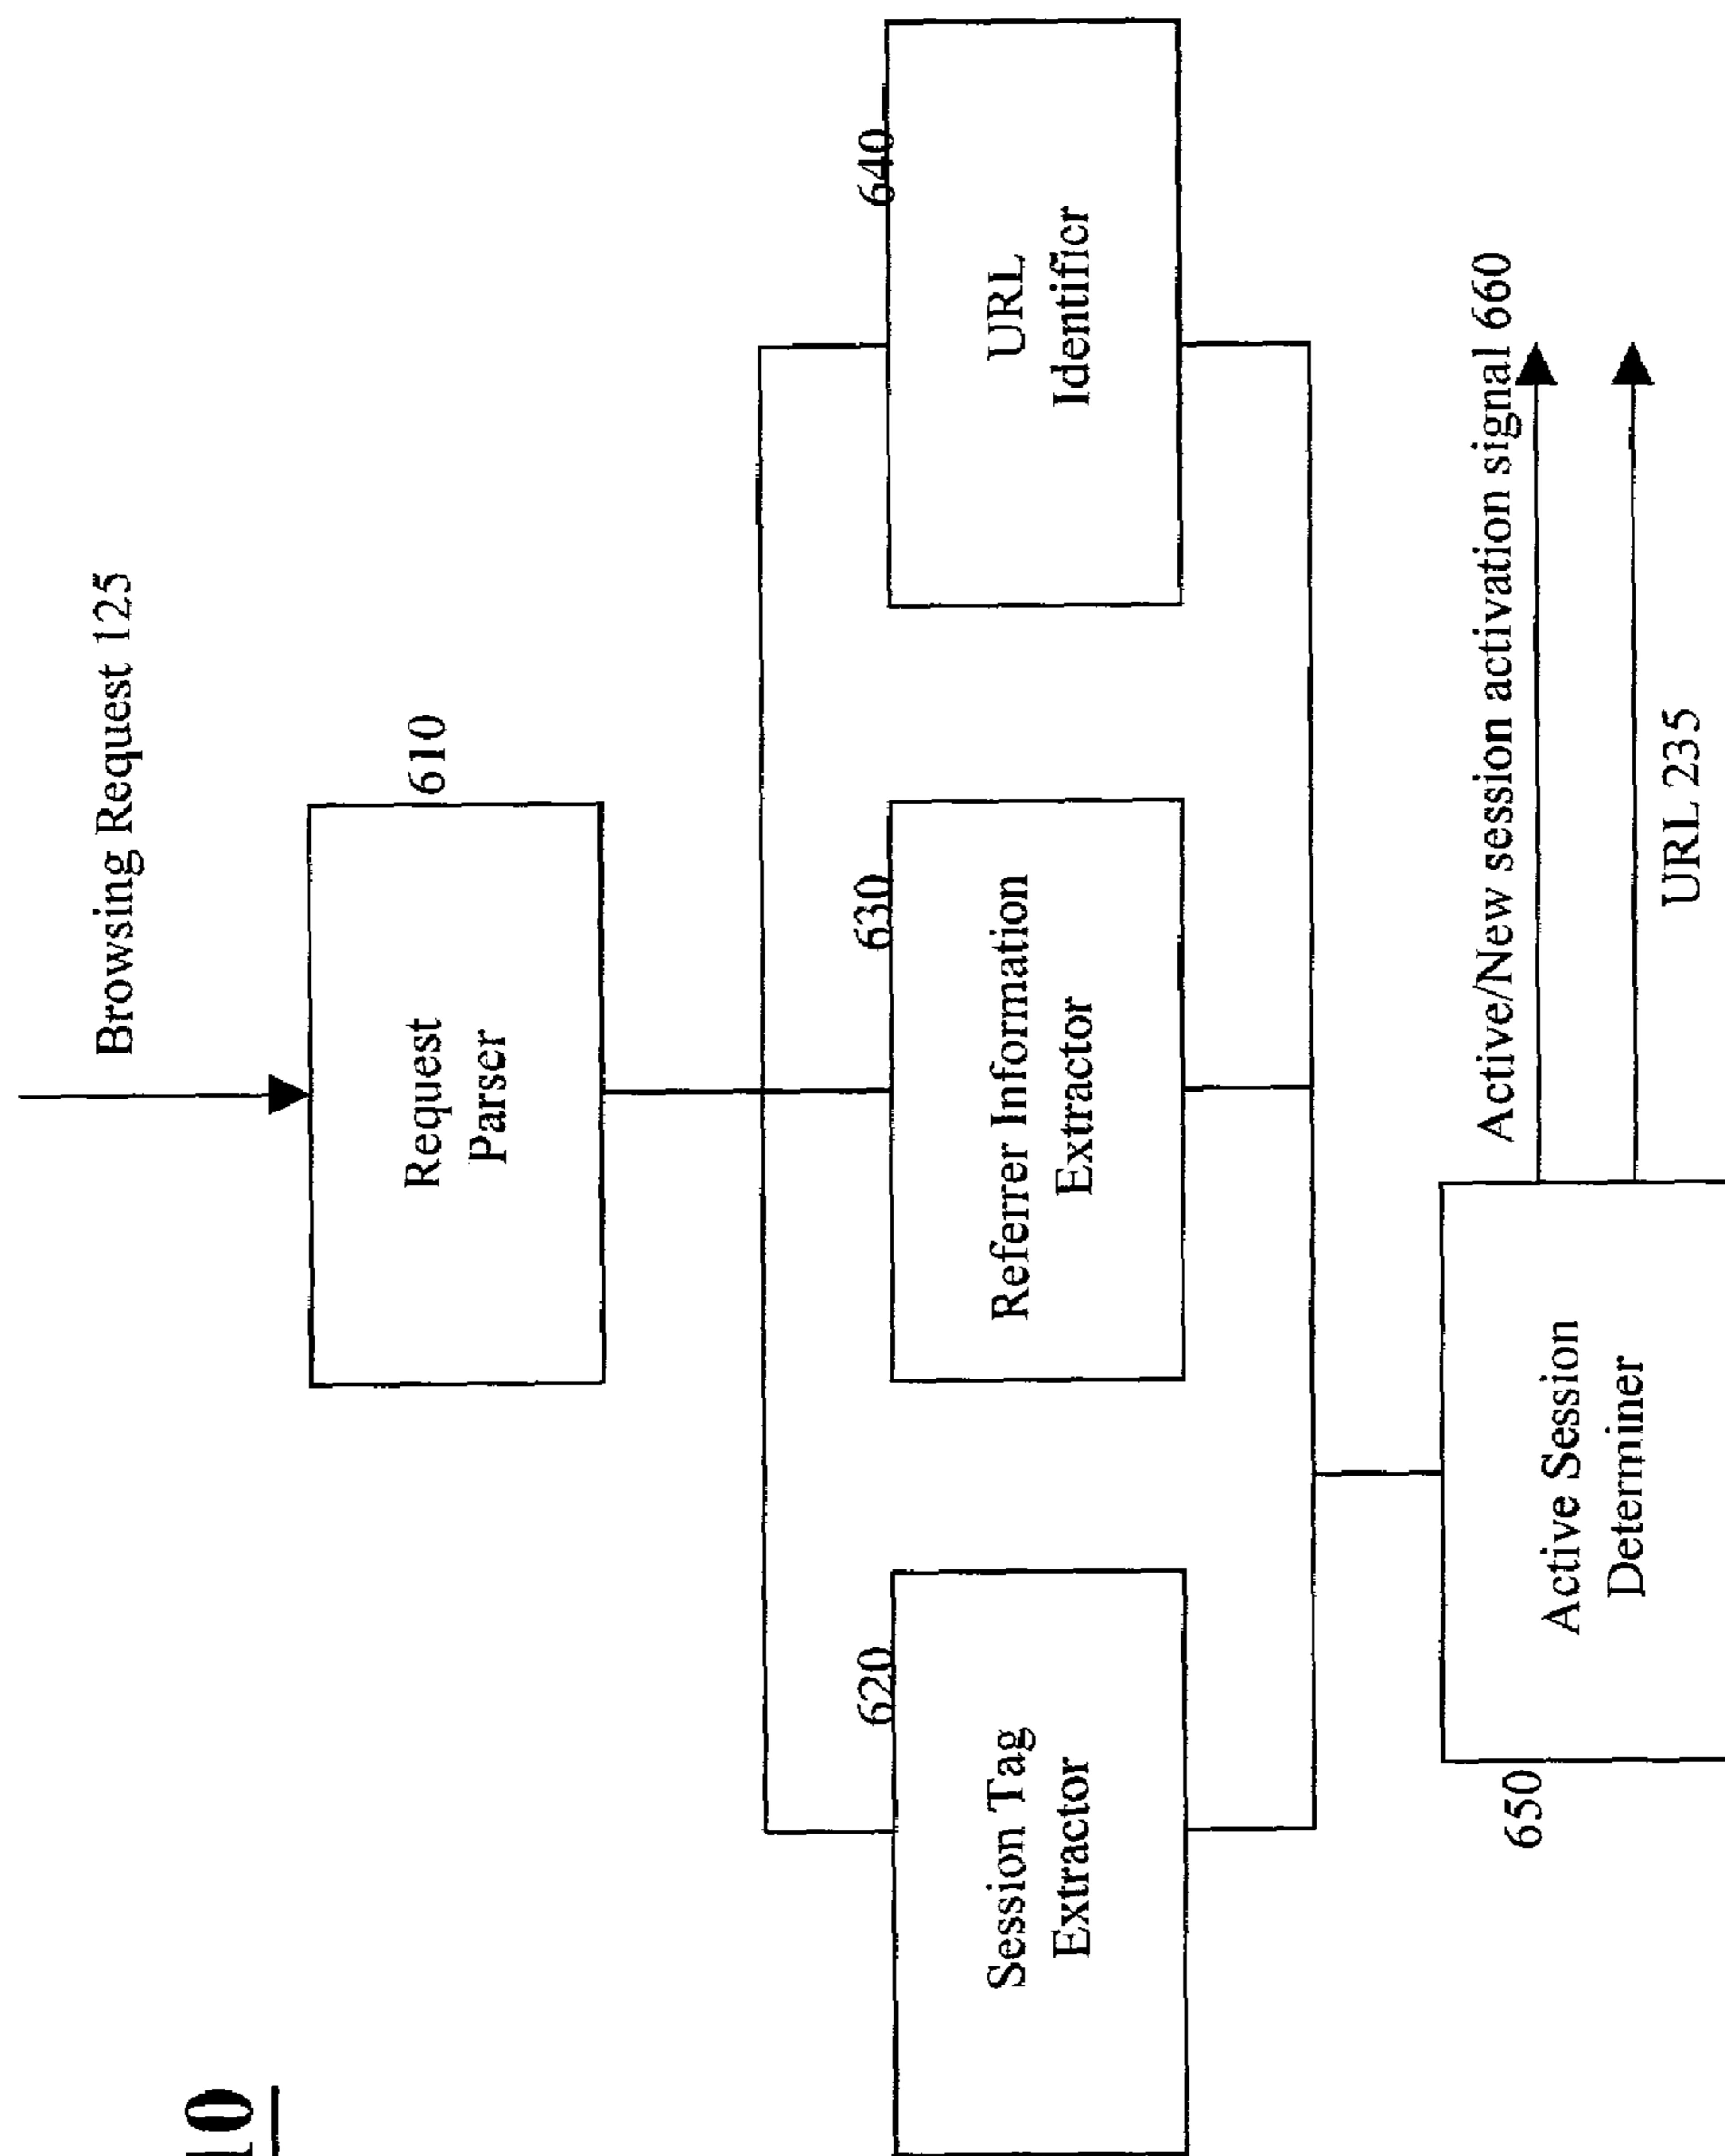 Browsing Request 125
10
Request
Parser
610
620
630
640
Session Tag
Extractor
Referrer Information
Extractor
URL
Identifier
Active/New session activation signal 660
650
Active Session
Determiner
URL 235